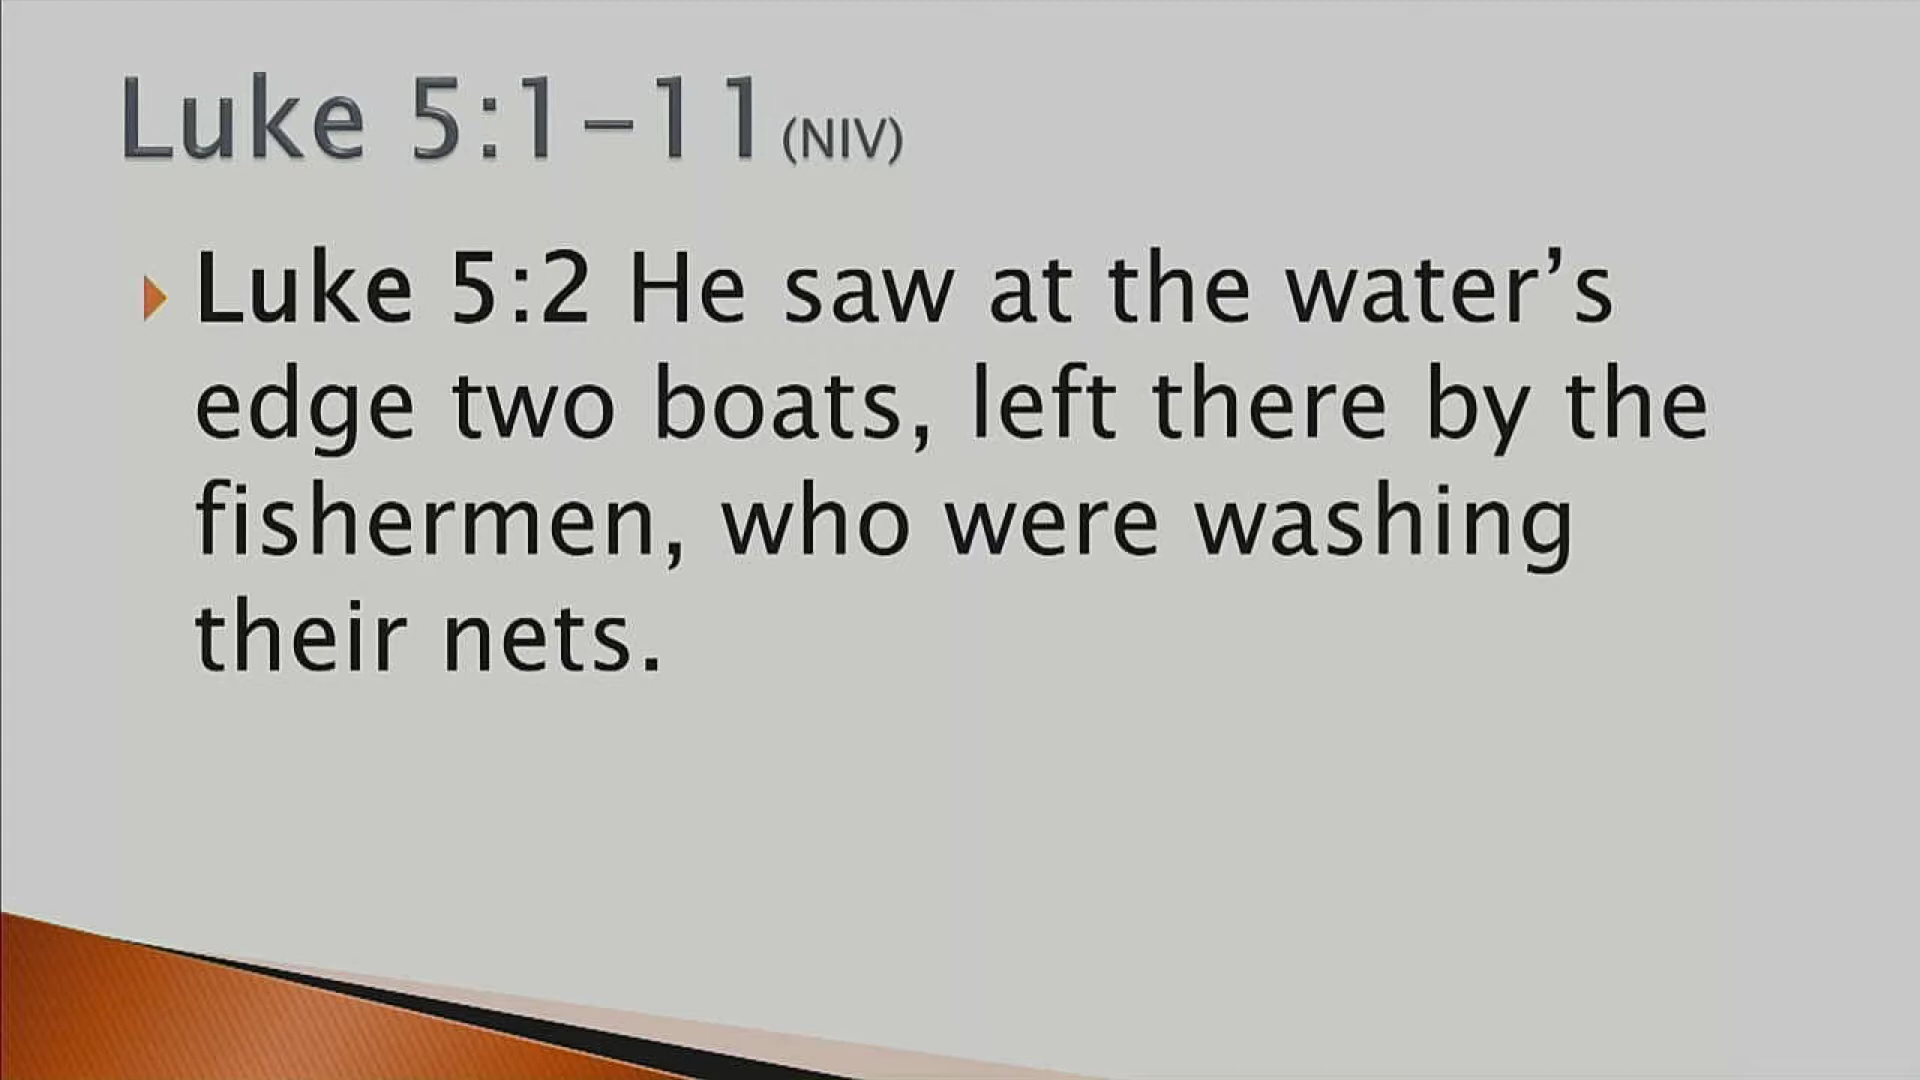 Luke 5:1-11 (NIV)
Luke 5:2 He saw at the water’s
edge two boats, left there by the
fishermen, who were washing
their nets.